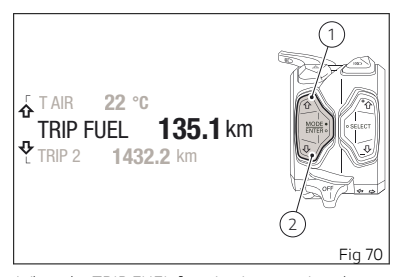 1
T AIR 22 °C
TRIP FUEL 135.1 km
TRIP 2 1432.2 km
MODE
ENTER
SELECT
OFF
2
Fig 70